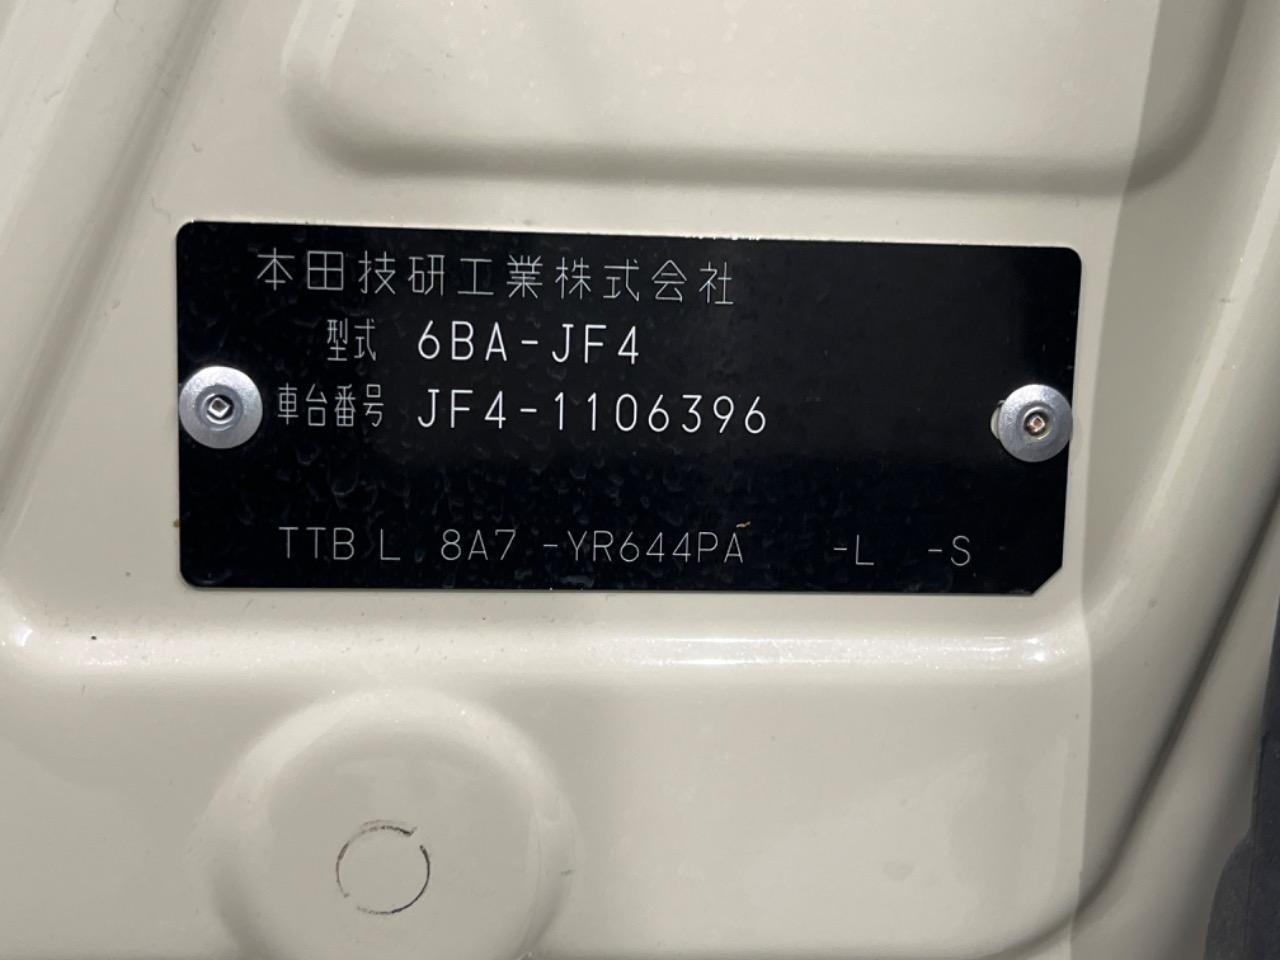 本田技研工業株式会社
型式 6BA-JF4
車台番号 JF4-1106396
TTBL 8A7 -YR644PA -L -S